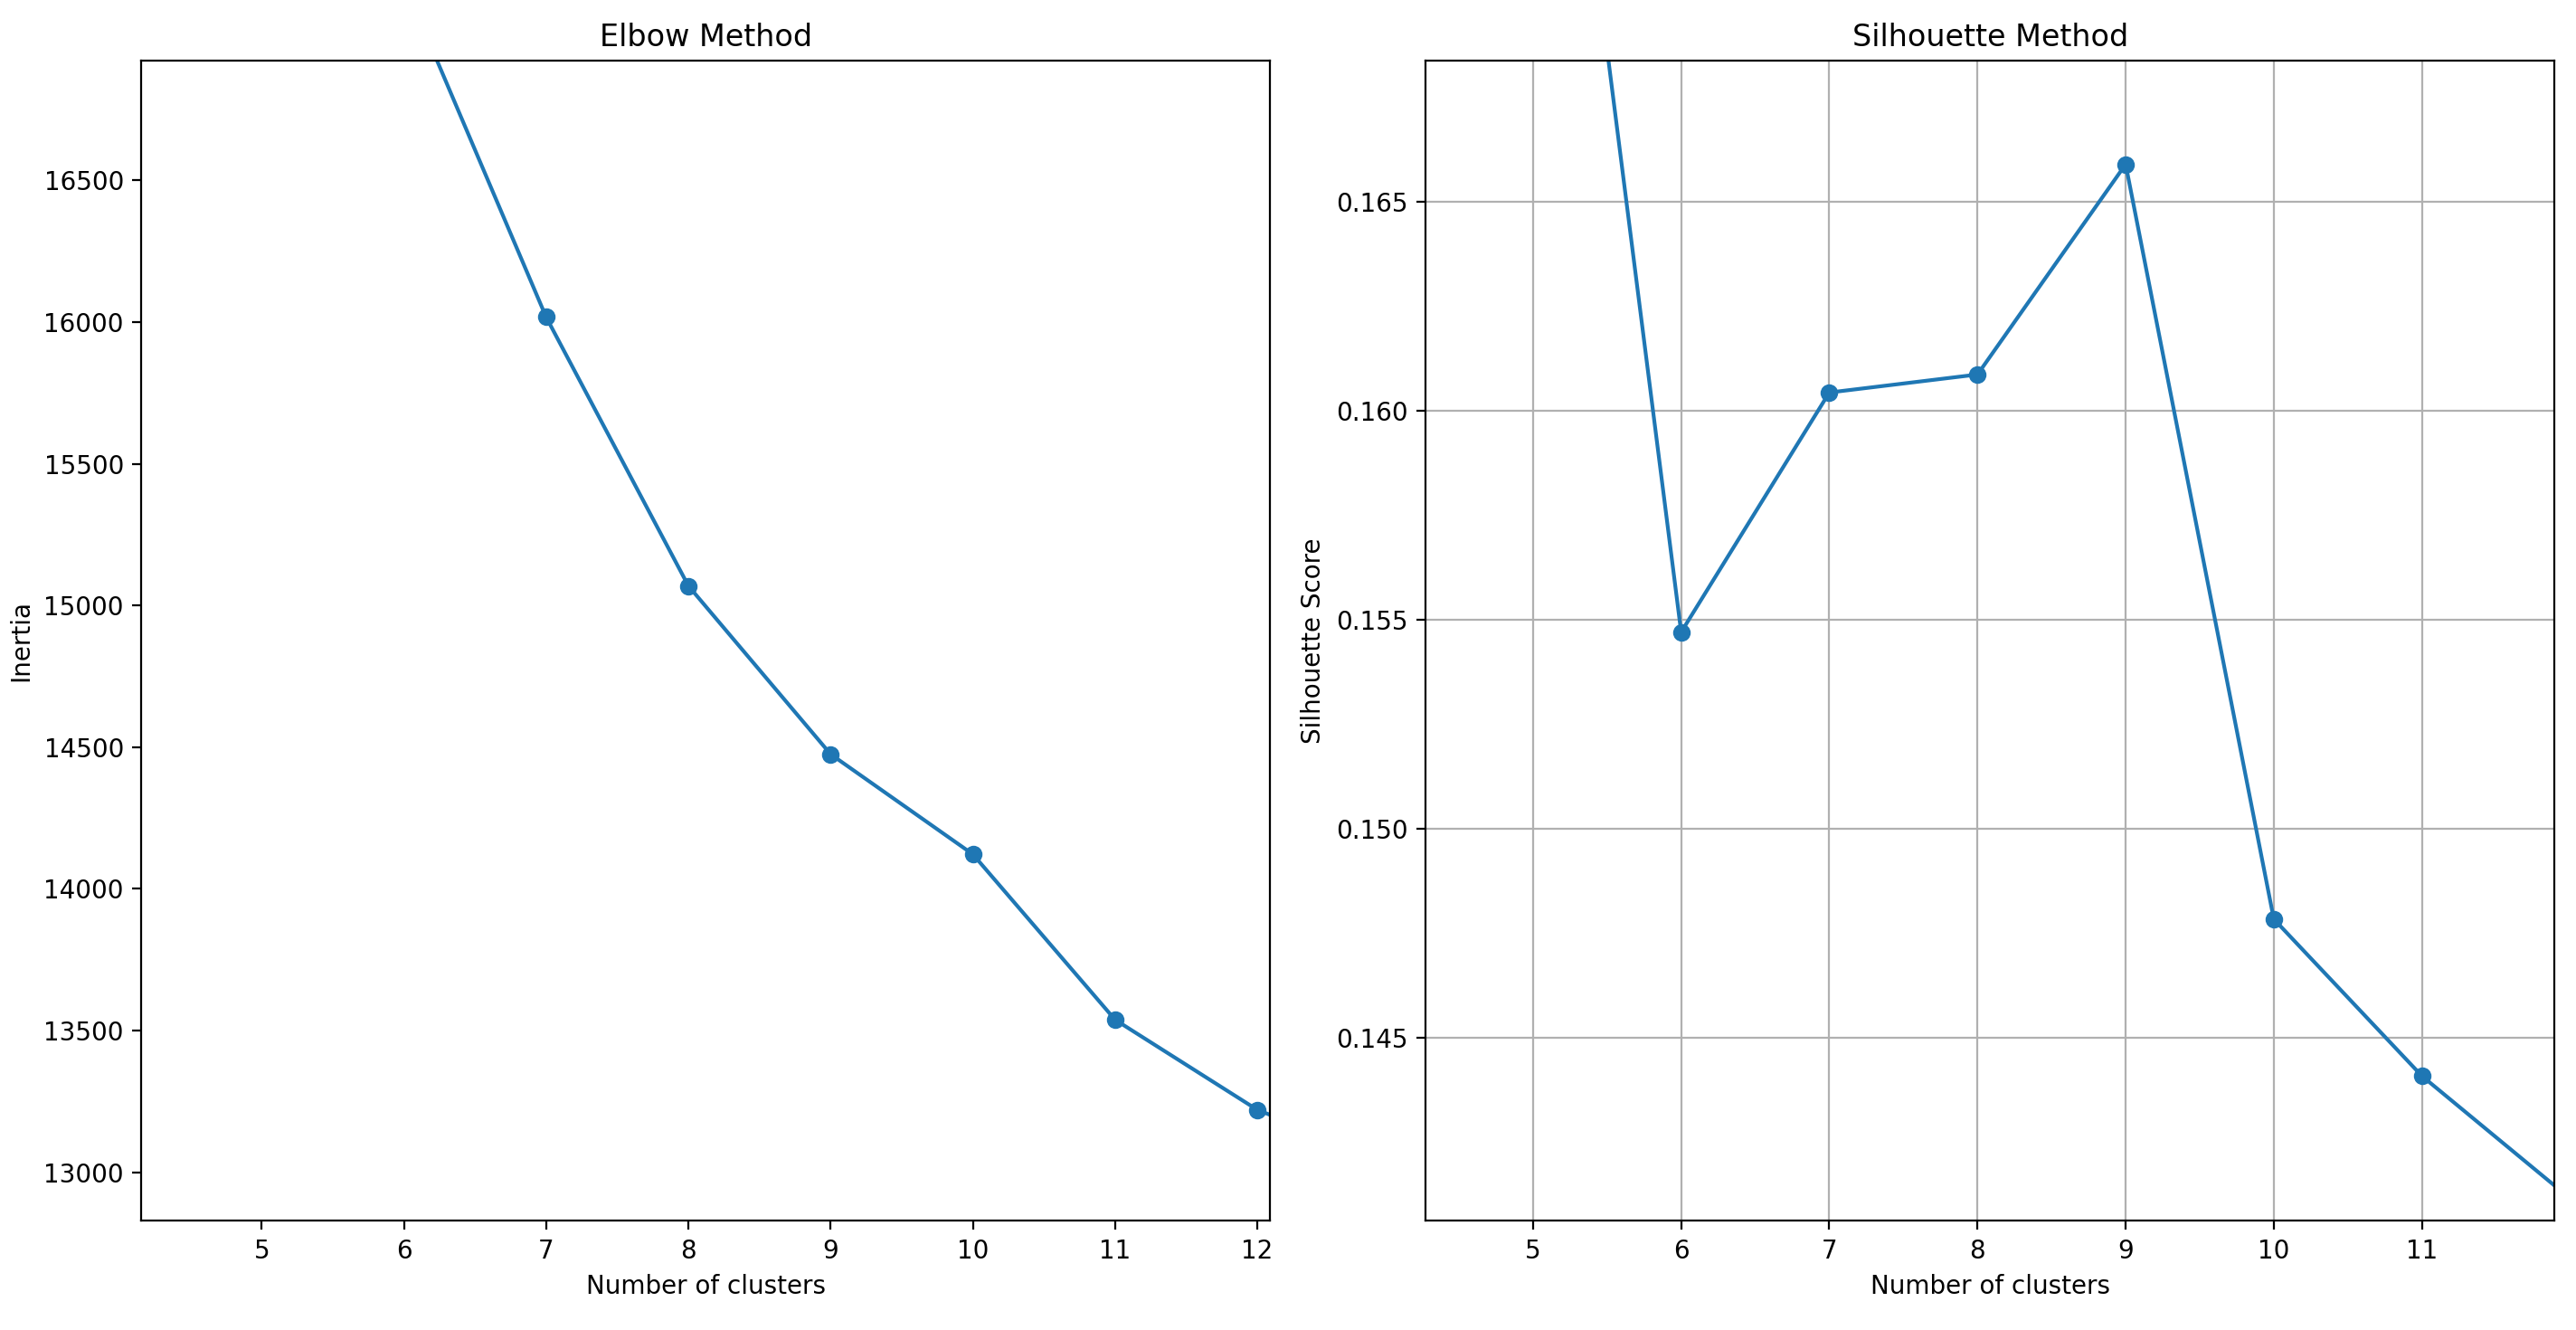 Elbow Method
16500
16000
15500
15000
14500
14000
13500
13000
Inertia
5 6 7 8 9 10 11 12
Number of clusters
Silhouette Method
0.165
0.160
0.155
0.150
0.145
Silhouette Score
5 6 7 8 9 10 11
Number of clusters